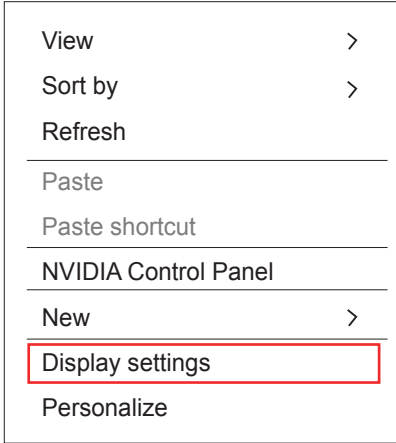 View
Sort by
Refresh
Paste
Paste shortcut
NVIDIA Control Panel
New
Display settings
Personalize